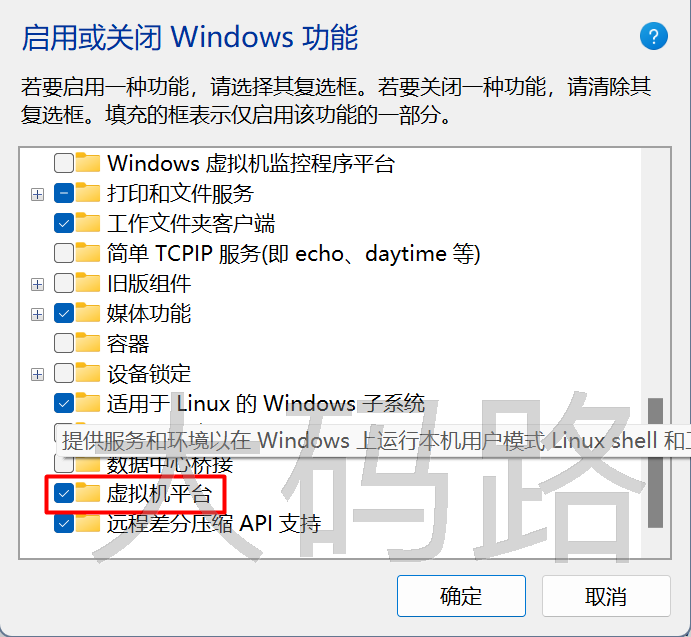 启用或关闭 Windows 功能
?
若要启用一种功能，请选择其复选框。若要关闭一种功能，请清除其
复选框。填充的框表示仅启用该功能的一部分。
Windows 虚拟机监控程序平台
打印和文件服务
工作文件夹客户端
简单 TCPIP 服务(即 echo、daytime 等)
旧版组件
媒体功能
容器
设备锁定
适用于 Linux 的 Windows 子系统
提供服务和环境以在 Windows 上运行本机用户模式 Linux shell 和
数据中心桥接
虚拟机平台
远程差分压缩 API 支持
大码路
确定
取消